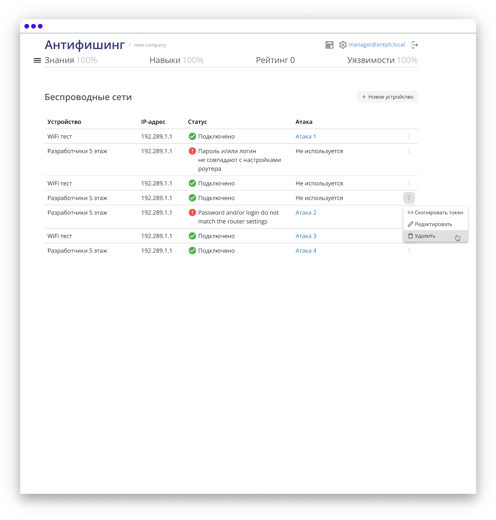 Антифишинг / new company manager@antph.local
Знания 100% Навыки 100% Рейтинг 0 Уязвимости 100%
Беспроводные сети + Новое устройство
Устройство IP-адрес Статус Атака
WiFi тест 192.289.1.1 Подключено Атака 1
Разработчики 5 этаж 192.289.1.1 Пароль и/или логин Не используется
не совпадают с настройками
роутера
WiFi тест 192.289.1.1 Подключено Не используется
Разработчики 5 этаж 192.289.1.1 Подключено Не используется
Разработчики 5 этаж 192.289.1.1 Password and/or login do not Атака 2 Скопировать токен
match the router settings Редактировать
WiFi тест 192.289.1.1 Подключено Атака 3 Удалить
Разработчики 5 этаж 192.289.1.1 Подключено Атака 4